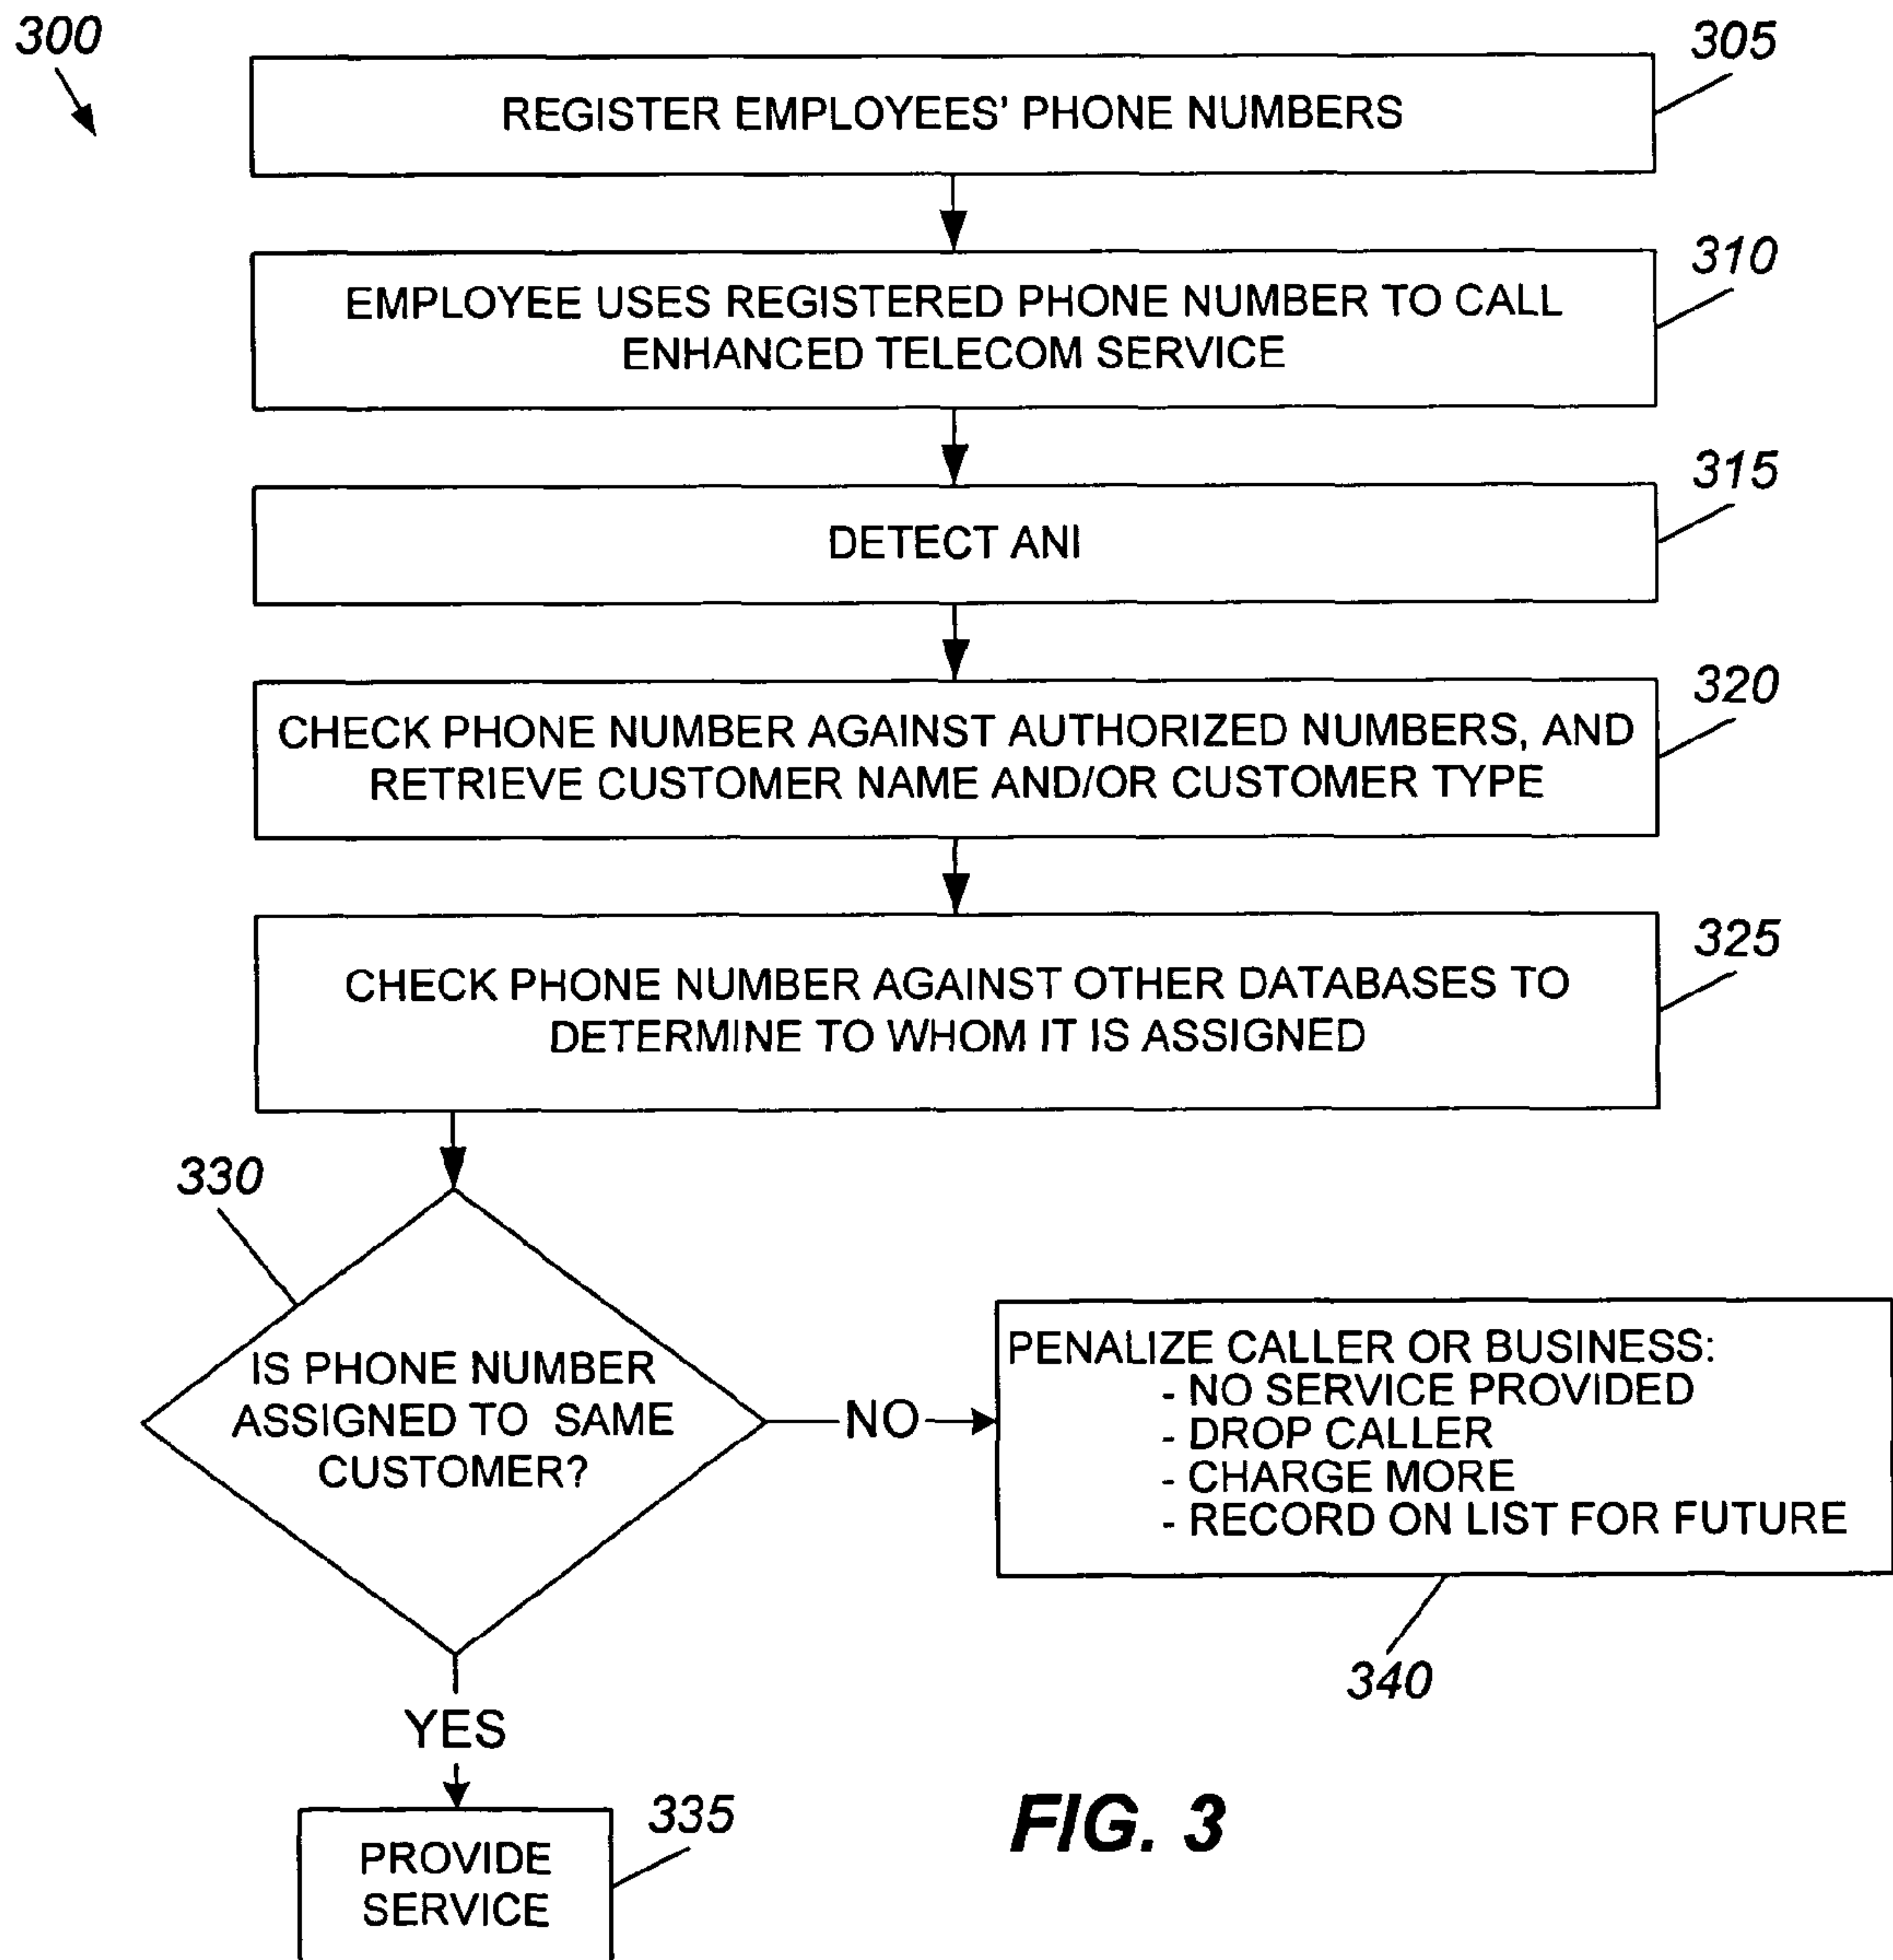 300
305
REGISTER EMPLOYEES' PHONE NUMBERS
310
EMPLOYEE USES REGISTERED PHONE NUMBER TO CALL
ENHANCED TELECOM SERVICE
315
DETECT ANI
320
CHECK PHONE NUMBER AGAINST AUTHORIZED NUMBERS, AND
RETRIEVE CUSTOMER NAME AND/OR CUSTOMER TYPE
325
CHECK PHONE NUMBER AGAINST OTHER DATABASES TO
DETERMINE TO WHOM IT IS ASSIGNED
330
IS PHONE NUMBER
ASSIGNED TO SAME
CUSTOMER?
NO
PENALIZE CALLER OR BUSINESS:
- NO SERVICE PROVIDED
- DROP CALLER
- CHARGE MORE
- RECORD ON LIST FOR FUTURE
340
YES
335
PROVIDE
SERVICE
FIG. 3